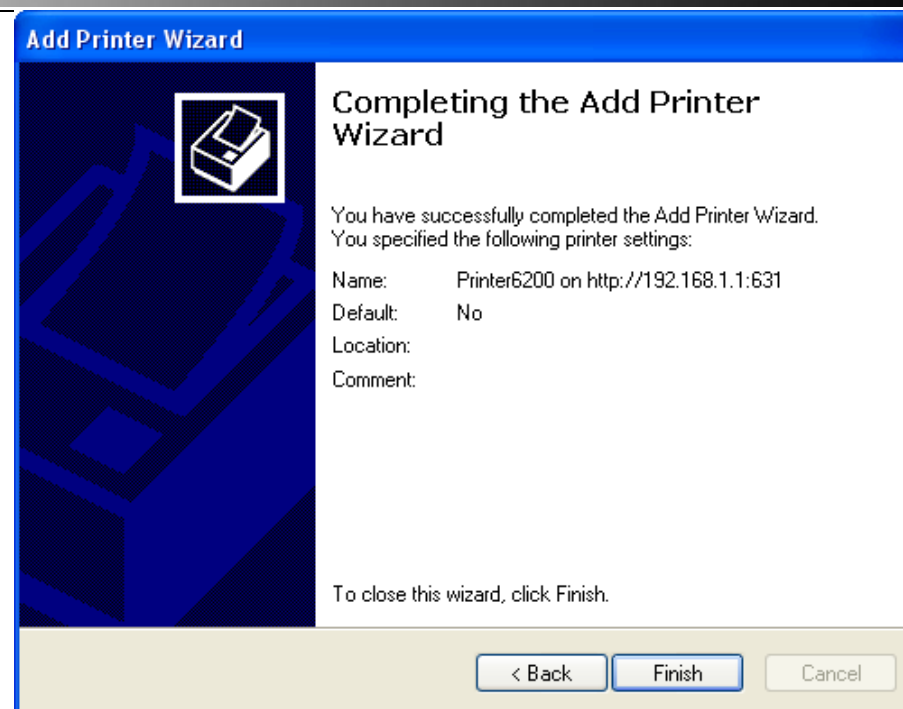 Add Printer Wizard
Completing the Add Printer
Wizard
You have successfully completed the Add Printer Wizard.
You specified the following printer settings:
Name: Printer6200 on http://192.168.1.1:631
Default: No
Location:
Comment:
To close this wizard, click Finish.
< Back Finish Cancel